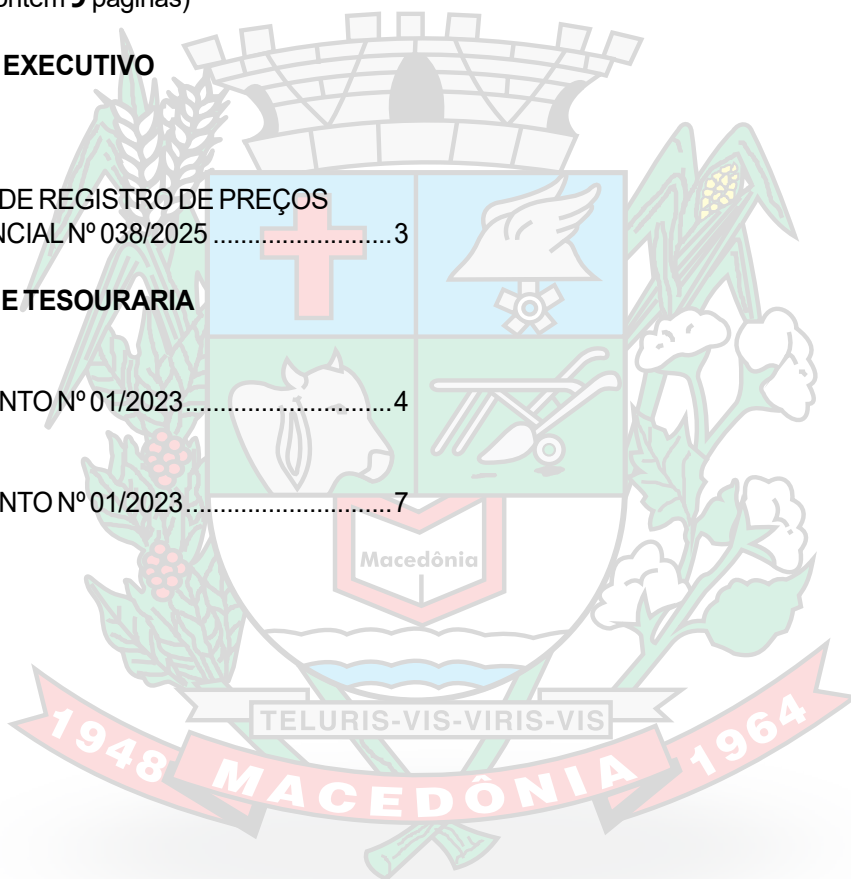 páginas)
EXECUTIVO
DE REGISTRO DE PREÇOS
NCIAL Nº 038/2025 ..........................3
E TESOURARIA
NTO Nº 01/2023..............................4
NTO Nº 01/2023..............................7
Macedônia
TELURIS-VIS-VIRIS-VIS
1948 MACEDÔNIA 1964